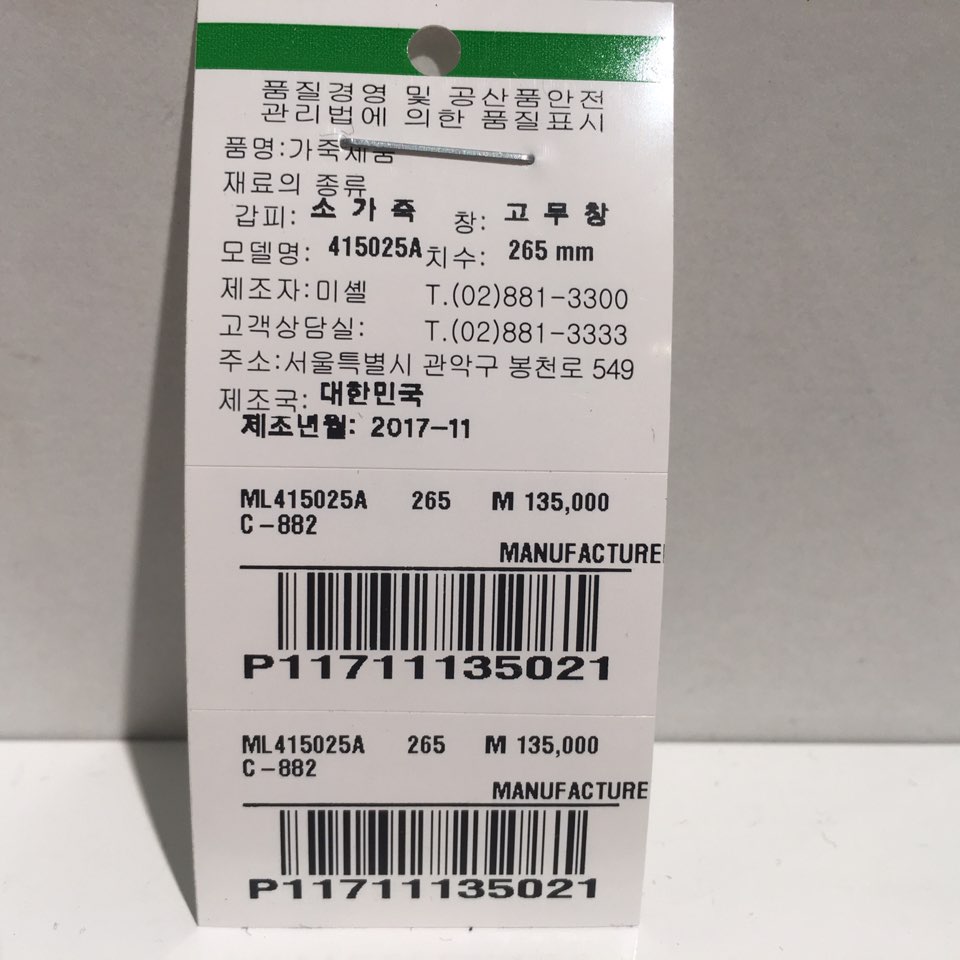 품질경영 및 공산품안전
관리법에 의한 품질표시
품명:가죽제품
재료의 종류
갑피: 소 가 죽 창: 고 무 창
모델명: 415025A 치수: 265 mm
제조자:미셸 T.(02)881-3300
고객상담실: T.(02)881-3333
주소:서울특별시 관악구 봉천로 549
제조국: 대한민국
제조년월: 2017-11
ML415025A 265 M 135,000
C-882
MANUFACTURE
P11711135021
ML415025A 265 M 135,000
C-882
MANUFACTURE
P11711135021